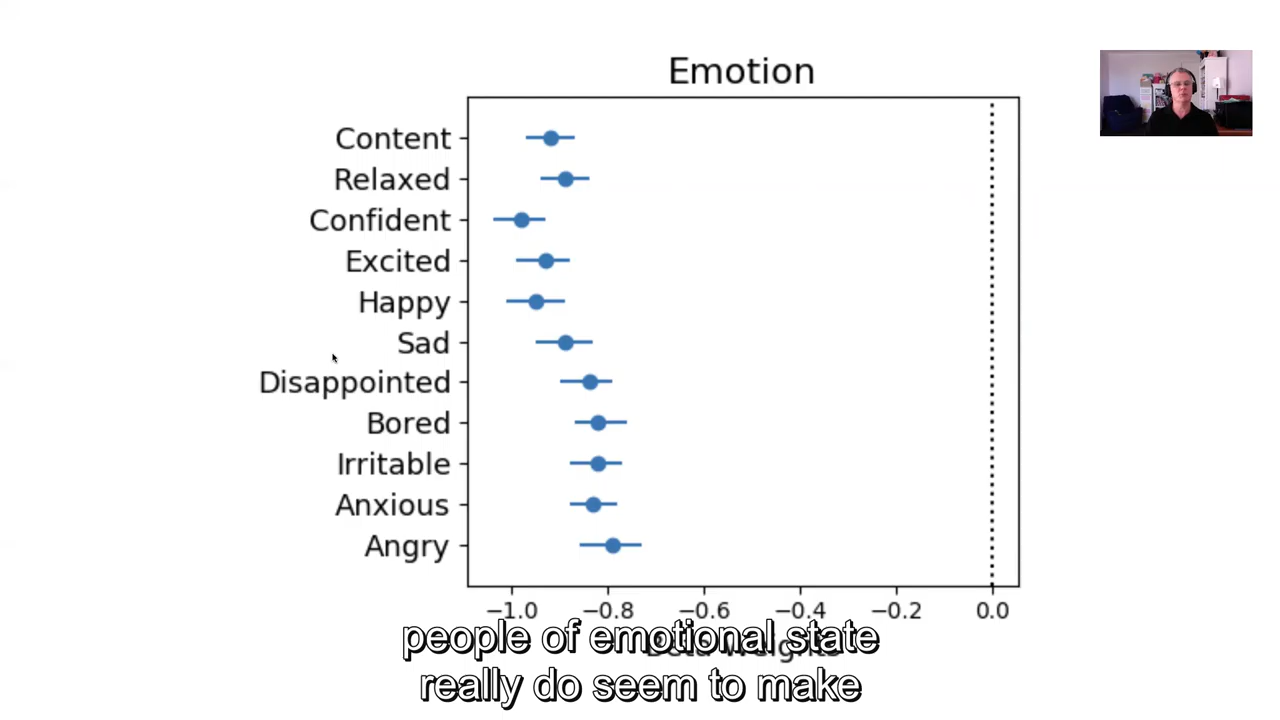 Emotion
Content
Relaxed
Confident
Excited
Happy
Sad
Disappointed
Bored
Irritable
Anxious
Angry
−1.0 −0.8 −0.6 −0.4 −0.2 0.0
people of emotional state
really do seem to make